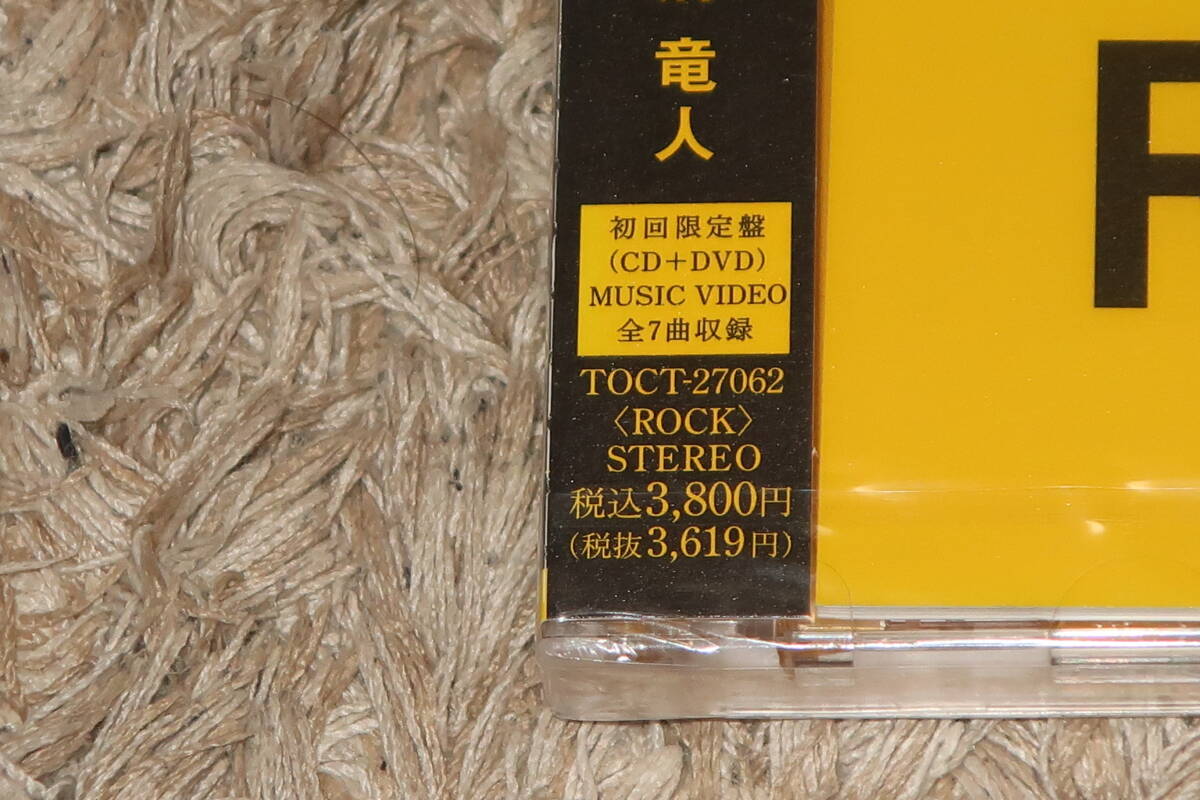 竜人
初回限定盤
(CD+DVD)
MUSIC VIDEO
全7曲収録
TOCT-27062
〈ROCK〉
STEREO
税込3,800円
(税抜3,619円)